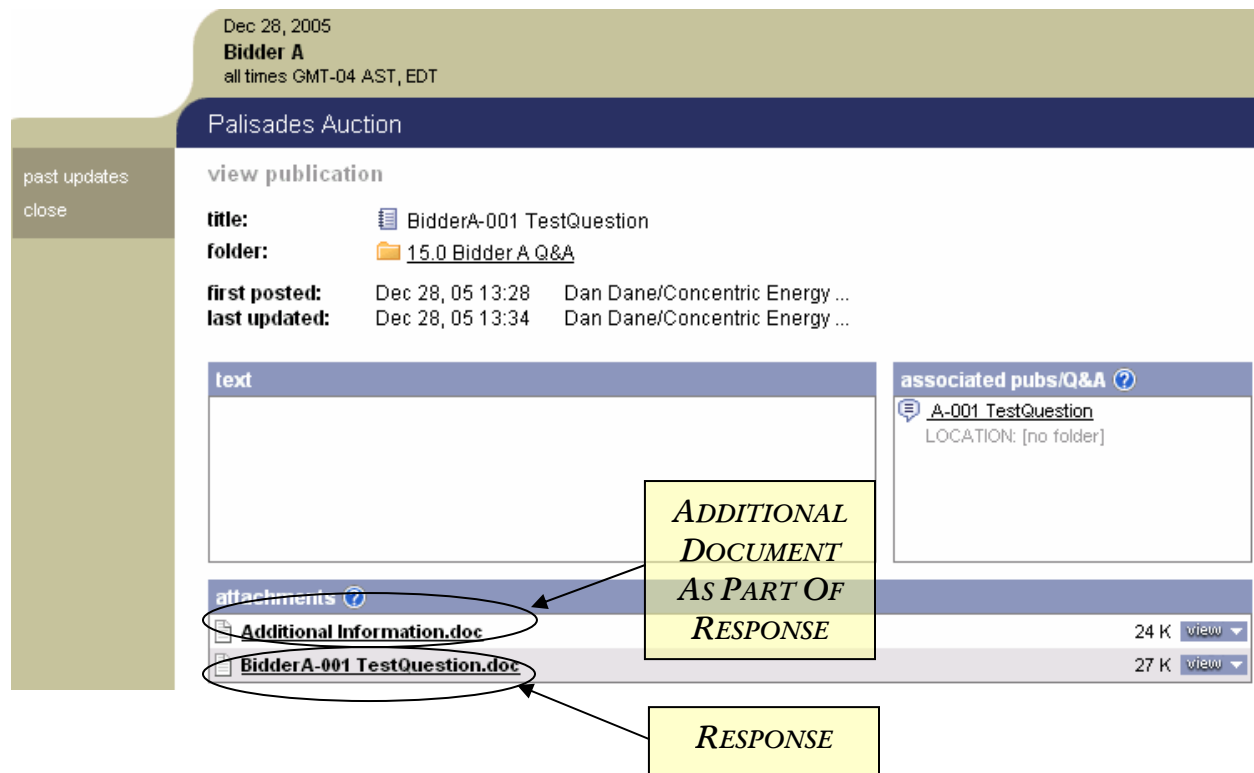 Dec 28, 2005
Bidder A
all times GMT-04 AST, EDT
Palisades Auction
past updates
close
view publication
title: BidderA-001 TestQuestion
folder: 15.0 Bidder A Q&A
first posted: Dec 28, 05 13:28 Dan Dane/Concentric Energy ...
last updated: Dec 28, 05 13:34 Dan Dane/Concentric Energy ...
text
associated pubs/Q&A ?
A-001 TestQuestion
LOCATION: [no folder]
ADDITIONAL
DOCUMENT
AS PART OF
RESPONSE
attachments ?
Additional Information.doc 24 K view
BidderA-001 TestQuestion.doc 27 K view
RESPONSE